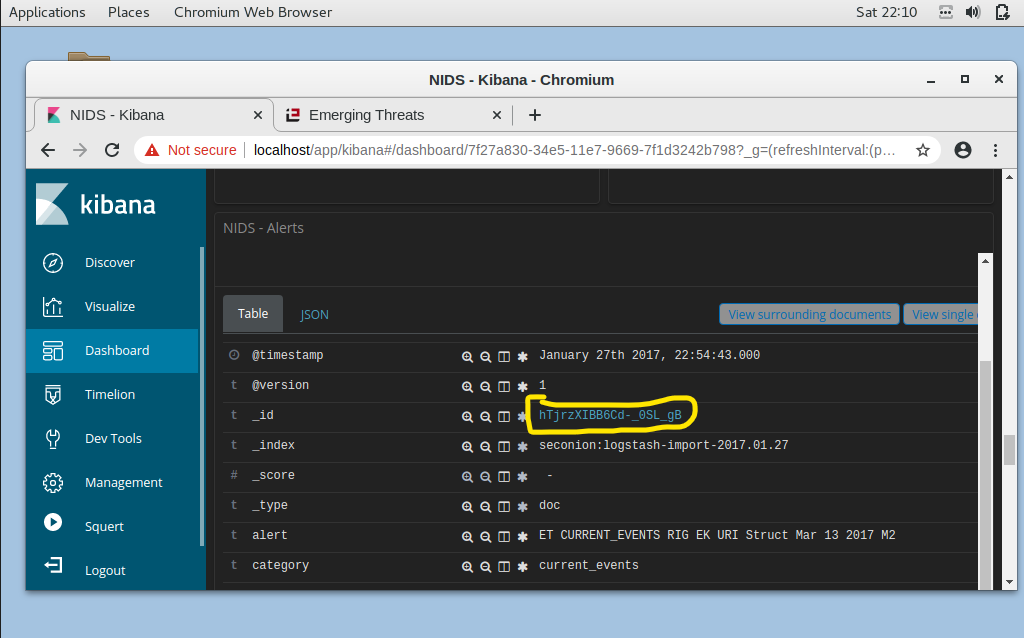 Applications Places Chromium Web Browser Sat 22:10
NIDS - Kibana - Chromium
NIDS - Kibana Emerging Threats
Not secure localhost/app/kibana#/dashboard/7f27a830-34e5-11e7-9669-7f1d3242b798?_g=(refreshInterval:(p...
kibana
Discover
Visualize
Dashboard
Timelion
Dev Tools
Management
Squert
Logout
NIDS - Alerts
Table JSON View surrounding documents View single
@timestamp January 27th 2017, 22:54:43.000
t @version 1
t _id hTjrzXIBB6Cd-_0SL_gB
t _index seconion:logstash-import-2017.01.27
# _score -
t _type doc
t alert ET CURRENT_EVENTS RIG EK URI Struct Mar 13 2017 M2
t category current_events